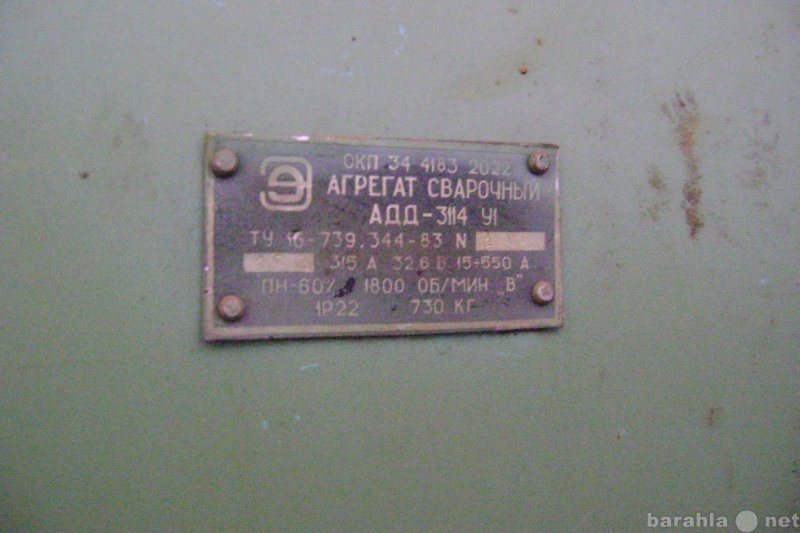 ОКП 34 4183 2022
Э
АГРЕГАТ СВАРОЧНЫЙ
АДД-3114 У1
ТУ 16-739.344-83 N
315 А 32.6 В 15-550 А
ПН-60% 1800 ОБ/МИН „В"
IP22 730 КГ
barahla.net